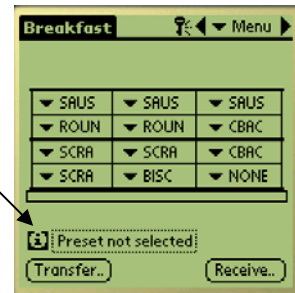 Breakfast Menu
SAUS SAUS SAUS
ROUN ROUN CBAC
SCRA SCRA CBAC
SCRA BISC NONE
i Preset not selected
Transfer.. Receive..